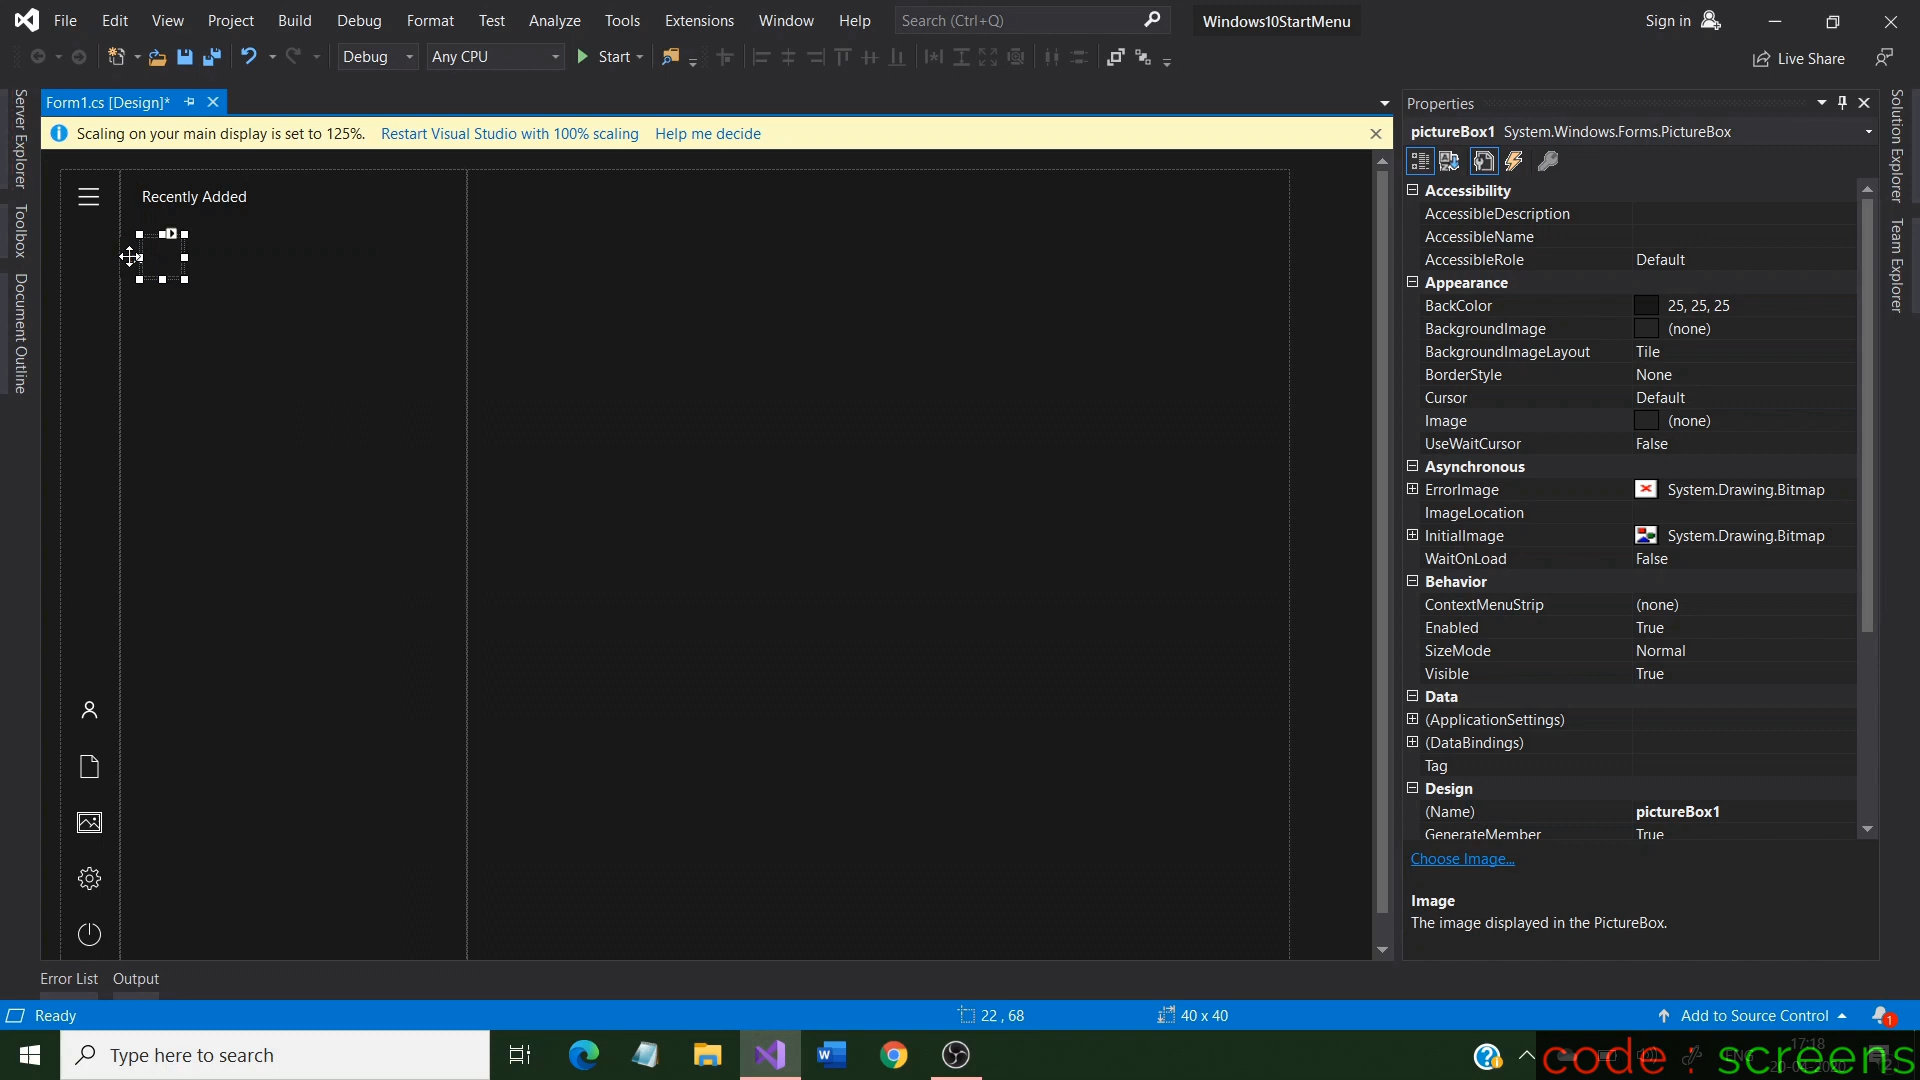 File Edit View Project Build Debug Format Test Analyze Tools Extensions Window Help Search (Ctrl+Q) Windows10StartMenu Sign in
Debug Any CPU Start Live Share
Server Explorer
Toolbox
Document Outline
Form1.cs [Design]*
Scaling on your main display is set to 125%. Restart Visual Studio with 100% scaling Help me decide
Recently Added
Properties
pictureBox1 System.Windows.Forms.PictureBox
Accessibility
AccessibleDescription
AccessibleName
AccessibleRole Default
Appearance
BackColor 25, 25, 25
BackgroundImage (none)
BackgroundImageLayout Tile
BorderStyle None
Cursor Default
Image (none)
UseWaitCursor False
Asynchronous
ErrorImage System.Drawing.Bitmap
ImageLocation
InitialImage System.Drawing.Bitmap
WaitOnLoad False
Behavior
ContextMenuStrip (none)
Enabled True
SizeMode Normal
Visible True
Data
(ApplicationSettings)
(DataBindings)
Tag
Design
(Name) pictureBox1
GenerateMember True
Choose Image...
Image
The image displayed in the PictureBox.
Solution Explorer
Team Explorer
Error List Output
Ready 22 , 68 40 x 40 Add to Source Control 1
Type here to search
17:18
20-04-2020
code : screens